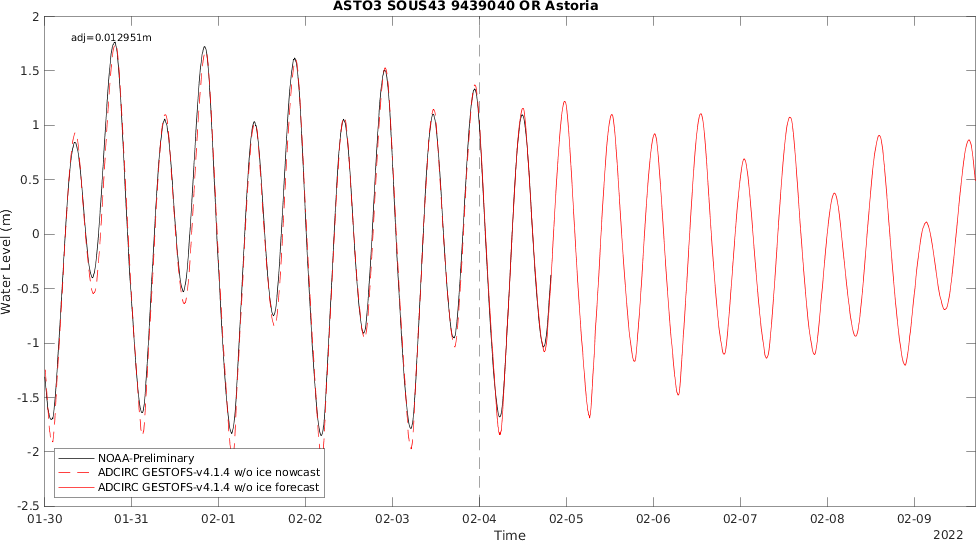 ASTO3 SOUS43 9439040 OR Astoria
adj=0.012951m
2
1.5
1
0.5
0
-0.5
-1
-1.5
-2
-2.5
Water Level (m)
NOAA-Preliminary
ADCIRC GESTOFS-v4.1.4 w/o ice nowcast
ADCIRC GESTOFS-v4.1.4 w/o ice forecast
01-30 01-31 02-01 02-02 02-03 02-04 02-05 02-06 02-07 02-08 02-09
Time
2022